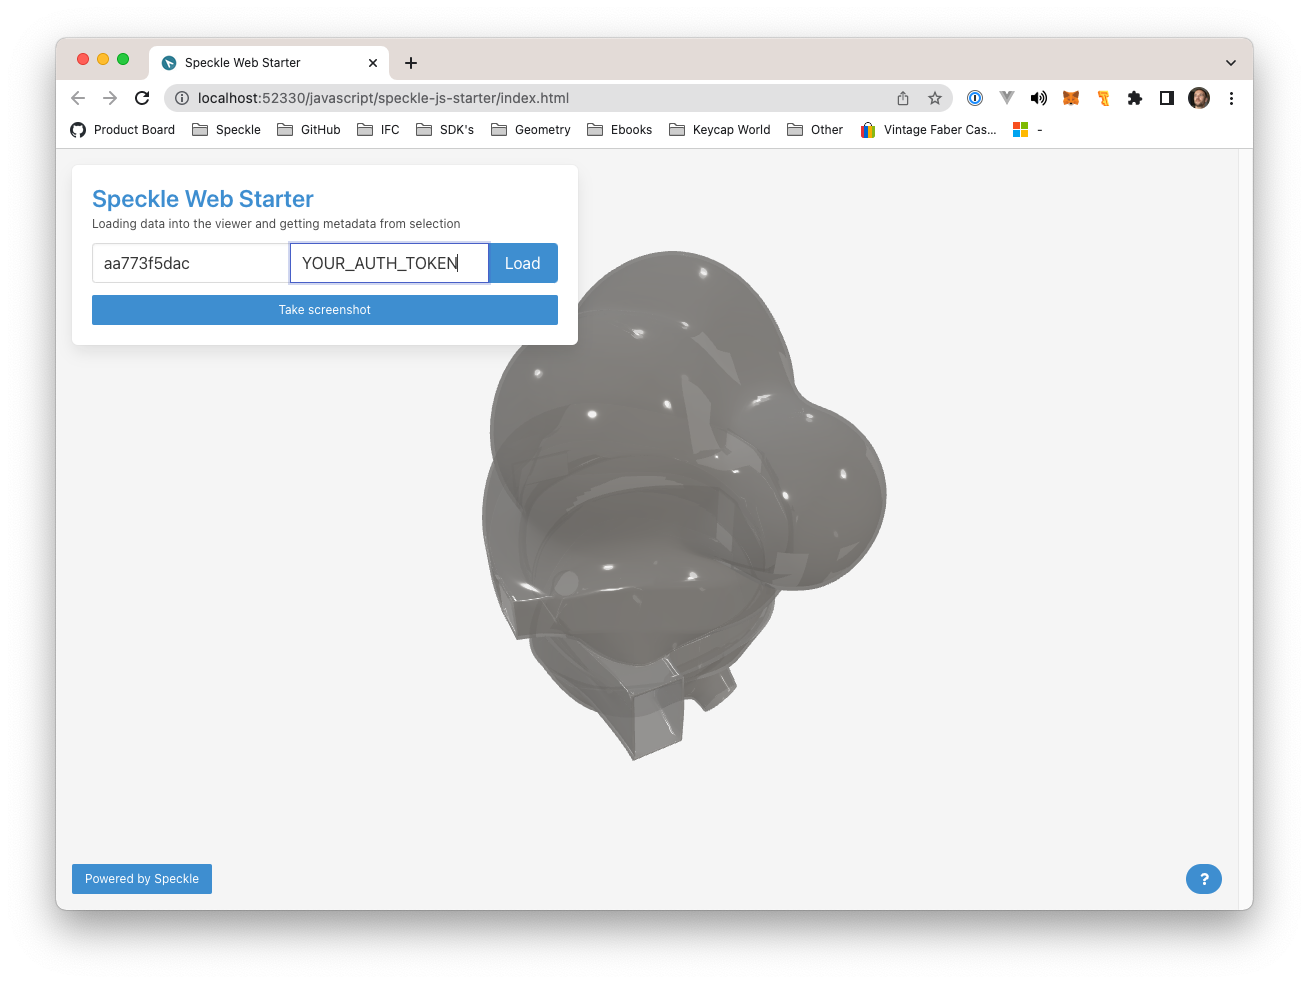 Speckle Web Starter
localhost:52330/javascript/speckle-js-starter/index.html
Product Board Speckle GitHub IFC SDK's Geometry Ebooks Keycap World Other Vintage Faber Cas... -
Speckle Web Starter
Loading data into the viewer and getting metadata from selection
aa773f5dac YOUR_AUTH_TOKEN Load
Take screenshot
Powered by Speckle ?